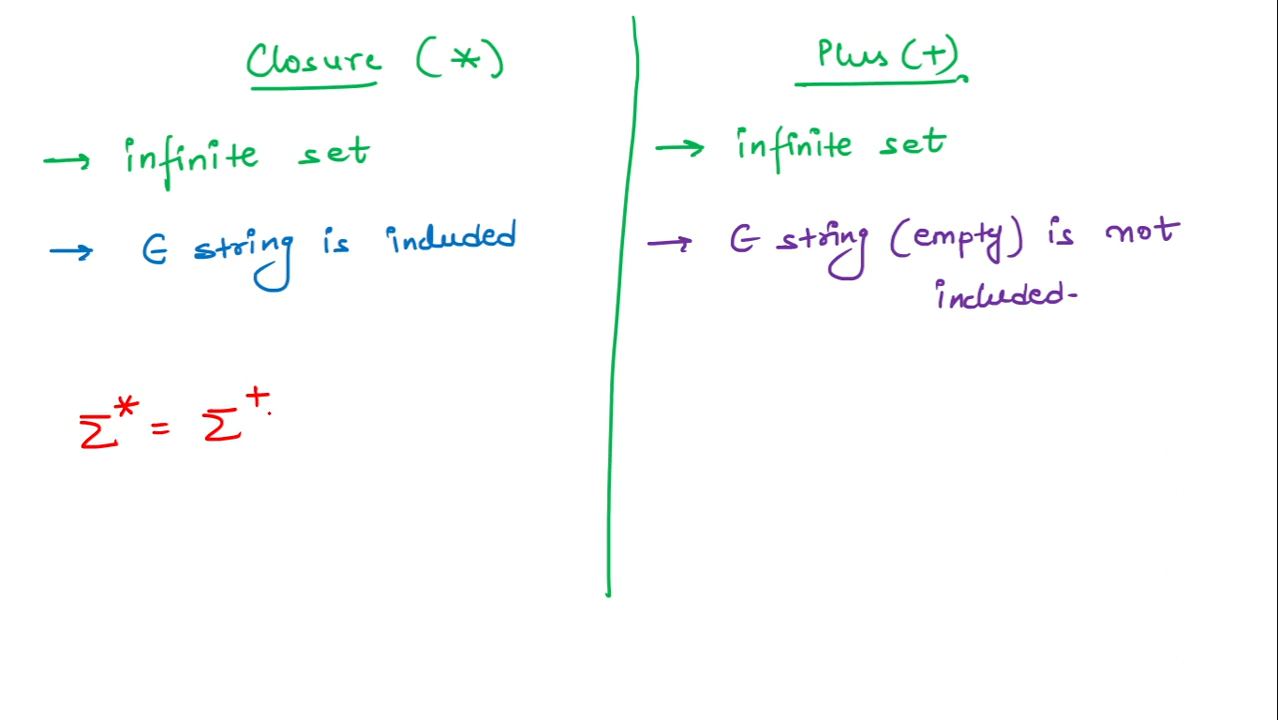 Closure (*)
→ infinite set
→ ∈ string is included
Σ* = Σ+
Plus (+)
→ infinite set
→ ∈ string (empty) is not
included-